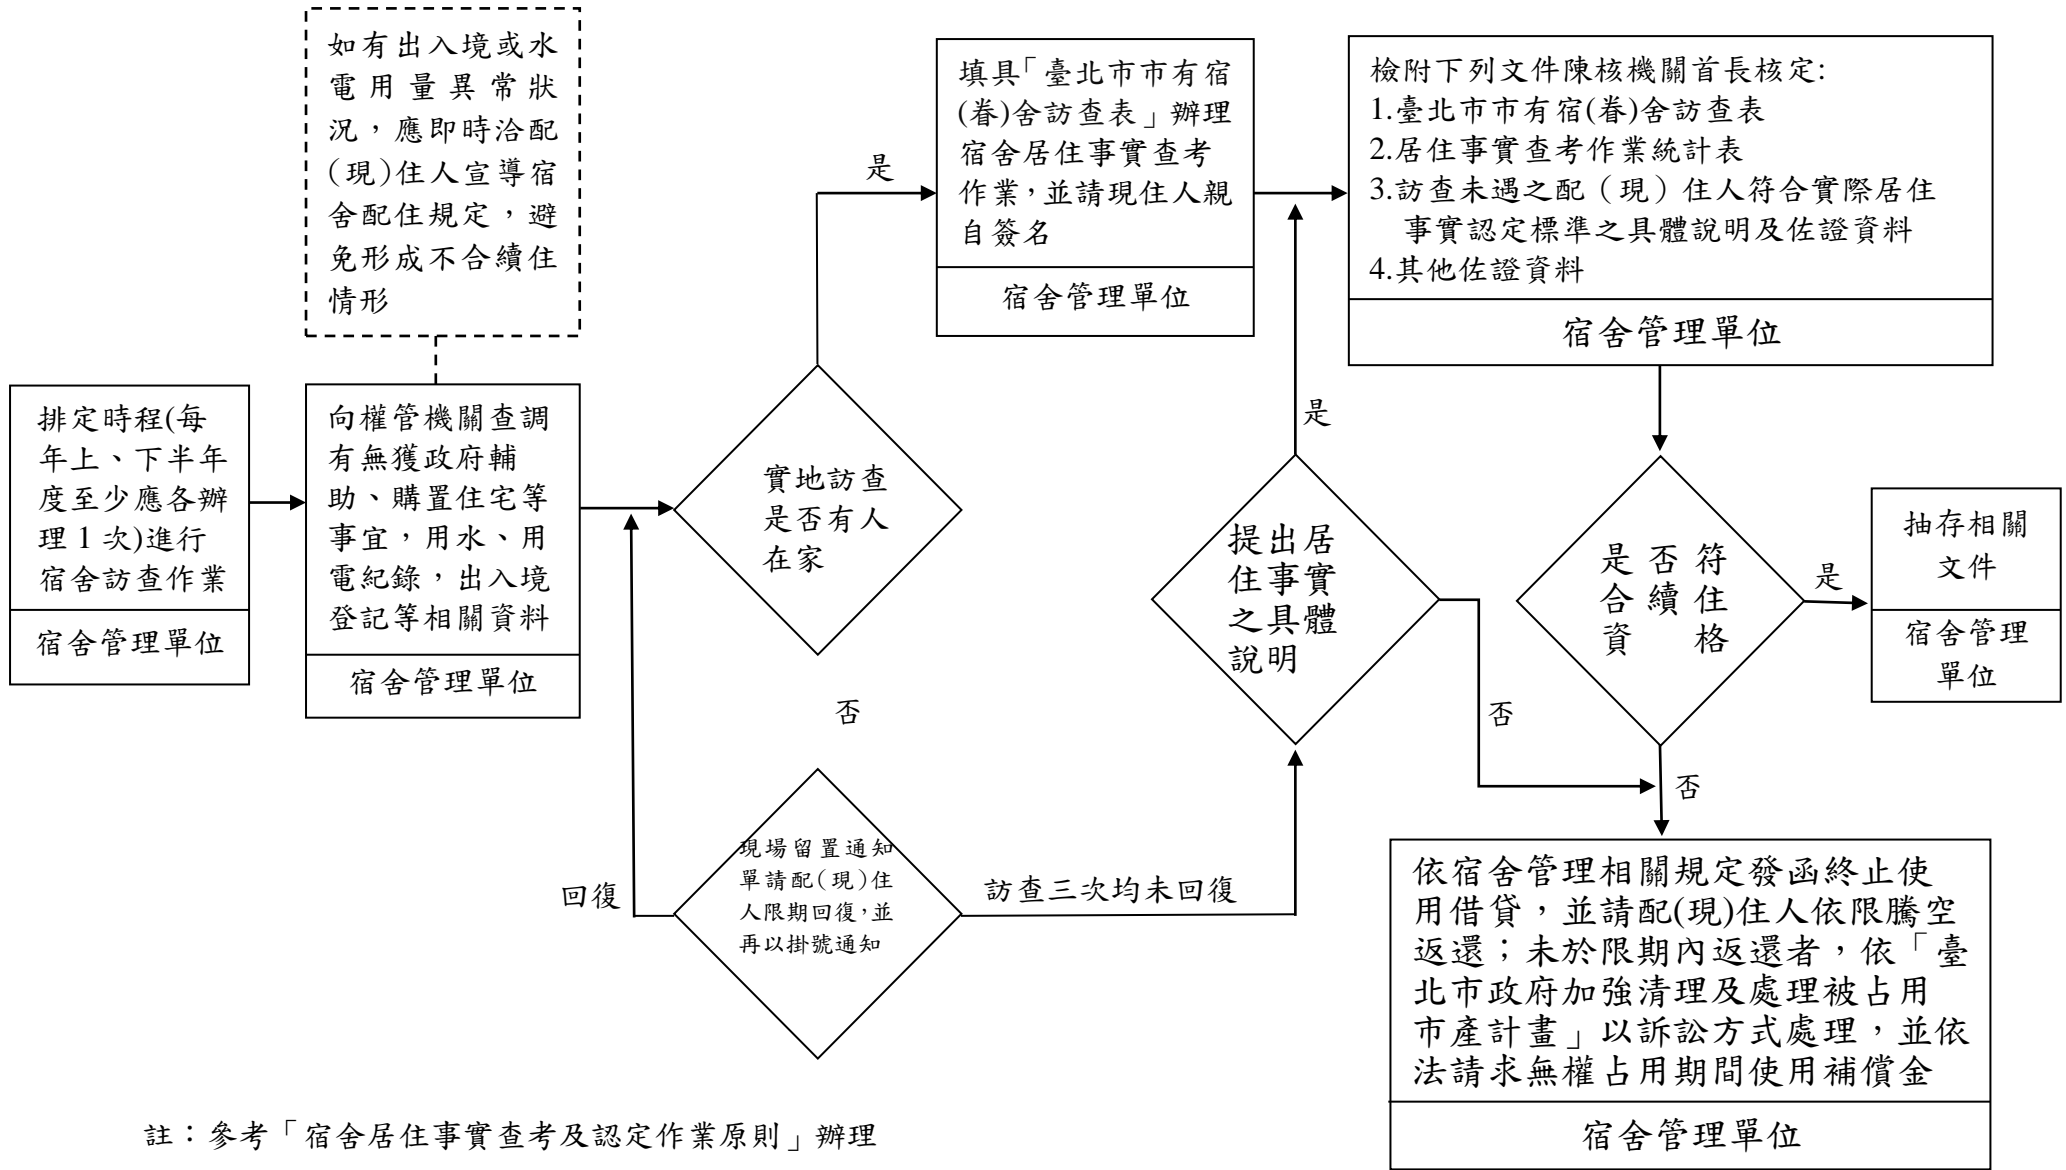 如有出入境或水
電用量異常狀
況，應即時洽配
(現)住人宣導宿
舍配住規定，避
免形成不合續住
情形
排定時程(每
年上、下半年
度至少應各辦
理 1 次)進行
宿舍訪查作業
宿舍管理單位
向權管機關查調
有無獲政府輔
助、購置住宅等
事宜，用水、用
電紀錄，出入境
登記等相關資料
宿舍管理單位
實地訪查
是否有人
在家
是
否
填具「臺北市市有宿
(眷)舍訪查表」辦理
宿舍居住事實查考
作業，並請現住人親
自簽名
宿舍管理單位
現場留置通知
單請配(現)住
人限期回復，並
再以掛號通知
回復
訪查三次均未回復
提出居
住事實
之具體
說明
是
否
檢附下列文件陳核機關首長核定:
1.臺北市市有宿(眷)舍訪查表
2.居住事實查考作業統計表
3.訪查未遇之配（現）住人符合實際居住
事實認定標準之具體說明及佐證資料
4.其他佐證資料
宿舍管理單位
是否符
合續住
資格
是
否
抽存相關
文件
宿舍管理
單位
依宿舍管理相關規定發函終止使
用借貸，並請配(現)住人依限騰空
返還；未於限期內返還者，依「臺
北市政府加強清理及處理被占用
市產計畫」以訴訟方式處理，並依
法請求無權占用期間使用補償金
宿舍管理單位
註：參考「宿舍居住事實查考及認定作業原則」辦理